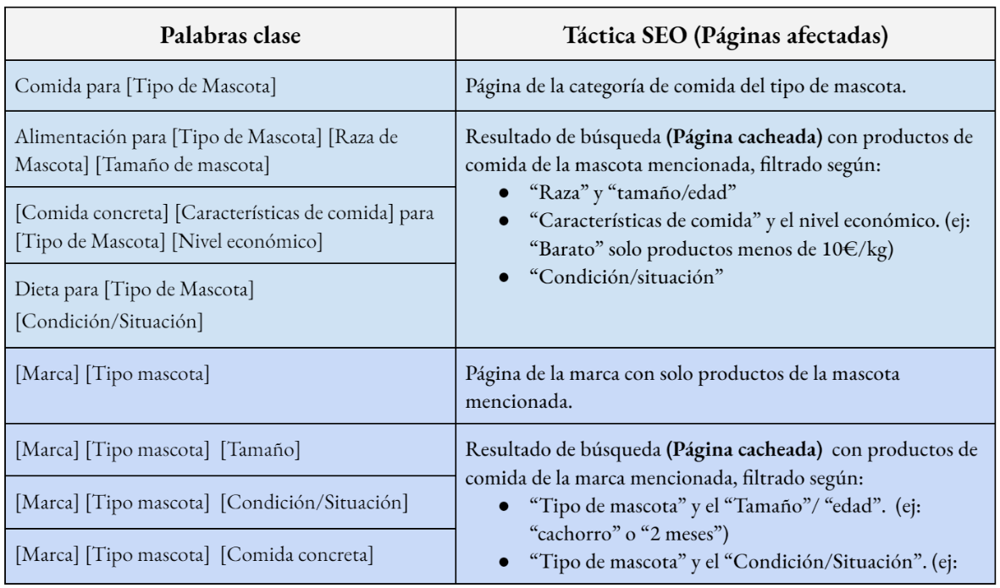 Palabras clase
Táctica SEO (Páginas afectadas)
Comida para [Tipo de Mascota]
Página de la categoría de comida del tipo de mascota.
Alimentación para [Tipo de Mascota] [Raza de
Mascota] [Tamaño de mascota]
[Comida concreta] [Características de comida] para
[Tipo de Mascota] [Nivel económico]
Dieta para [Tipo de Mascota]
[Condición/Situación]
Resultado de búsqueda (Página cacheada) con productos de
comida de la mascota mencionada, filtrado según:
● “Raza” y “tamaño/edad”
● “Características de comida” y el nivel económico. (ej:
“Barato” solo productos menos de 10€/kg)
● “Condición/situación”
[Marca] [Tipo mascota]
Página de la marca con solo productos de la mascota
mencionada.
[Marca] [Tipo mascota] [Tamaño]
[Marca] [Tipo mascota] [Condición/Situación]
[Marca] [Tipo mascota] [Comida concreta]
Resultado de búsqueda (Página cacheada) con productos de
comida de la marca mencionada, filtrado según:
● “Tipo de mascota” y el “Tamaño”/ “edad”. (ej:
“cachorro” o “2 meses”)
● “Tipo de mascota” y el “Condición/Situación”. (ej: